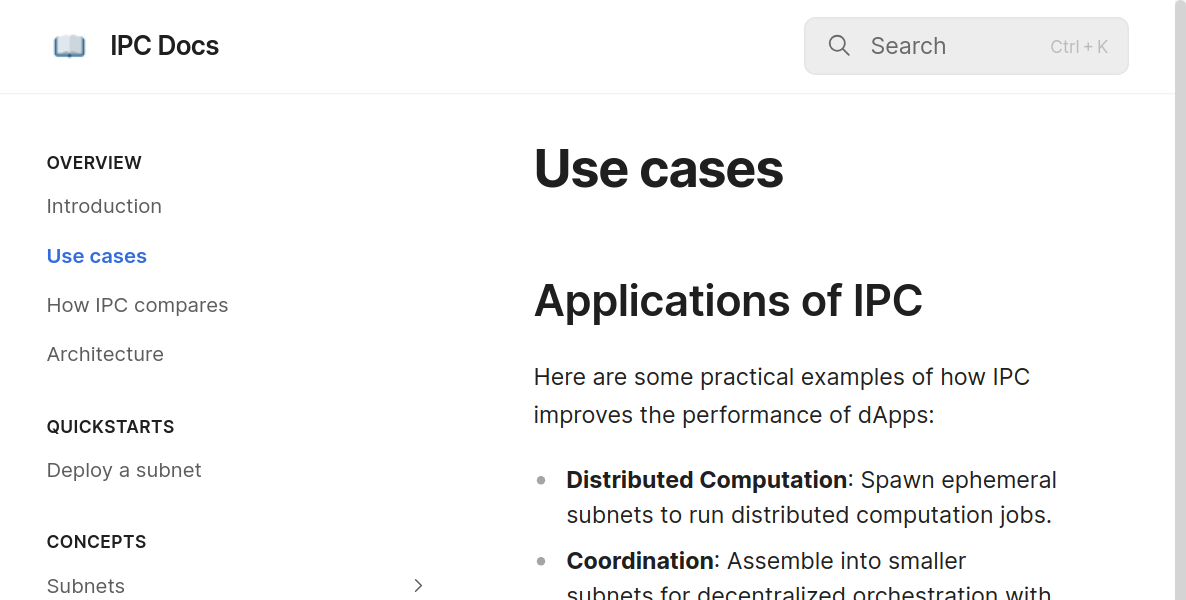 IPC Docs
Search
Ctrl + K
OVERVIEW
Introduction
Use cases
How IPC compares
Architecture
QUICKSTARTS
Deploy a subnet
CONCEPTS
Subnets
Use cases
Applications of IPC
Here are some practical examples of how IPC
improves the performance of dApps:
Distributed Computation: Spawn ephemeral
subnets to run distributed computation jobs.
Coordination: Assemble into smaller
subnets for decentralized orchestration with